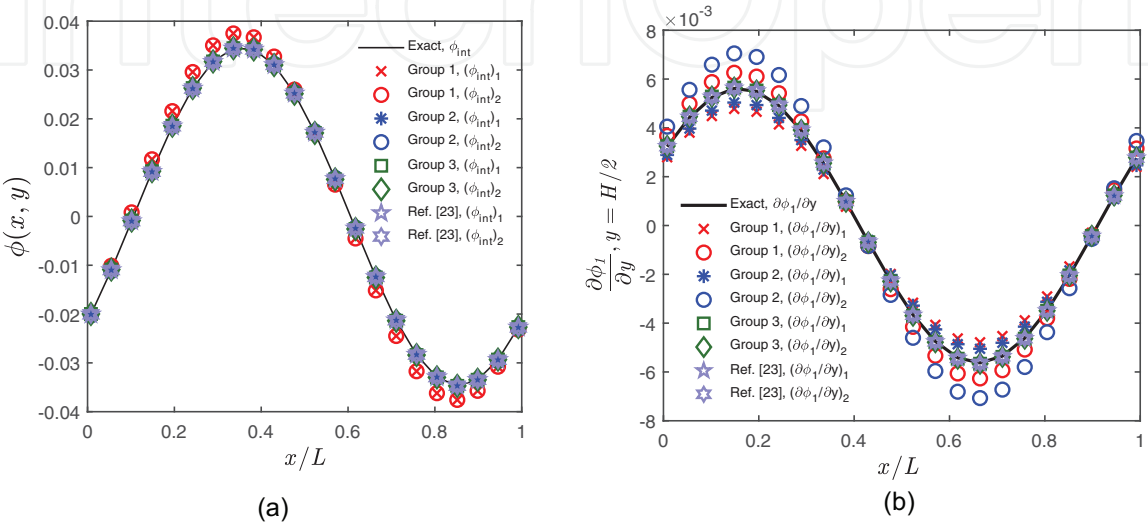 intechopen
0.04
0.03
0.02
0.01
0
-0.01
-0.02
-0.03
-0.04
ϕ(x, y)
0
0.2
0.4
0.6
0.8
1
x/L
Exact, ϕint
Group 1, (ϕint)1
Group 1, (ϕint)2
Group 2, (ϕint)1
Group 2, (ϕint)2
Group 3, (ϕint)1
Group 3, (ϕint)2
Ref. [23], (ϕint)1
Ref. [23], (ϕint)2
(a)
×10-3
8
6
4
2
0
-2
-4
-6
-8
∂ϕ1/∂y, y = H/2
0
0.2
0.4
0.6
0.8
1
x/L
Exact, ∂ϕ1/∂y
Group 1, (∂ϕ1/∂y)1
Group 1, (∂ϕ1/∂y)2
Group 2, (∂ϕ1/∂y)1
Group 2, (∂ϕ1/∂y)2
Group 3, (∂ϕ1/∂y)1
Group 3, (∂ϕ1/∂y)2
Ref. [23], (∂ϕ1/∂y)1
Ref. [23], (∂ϕ1/∂y)2
(b)